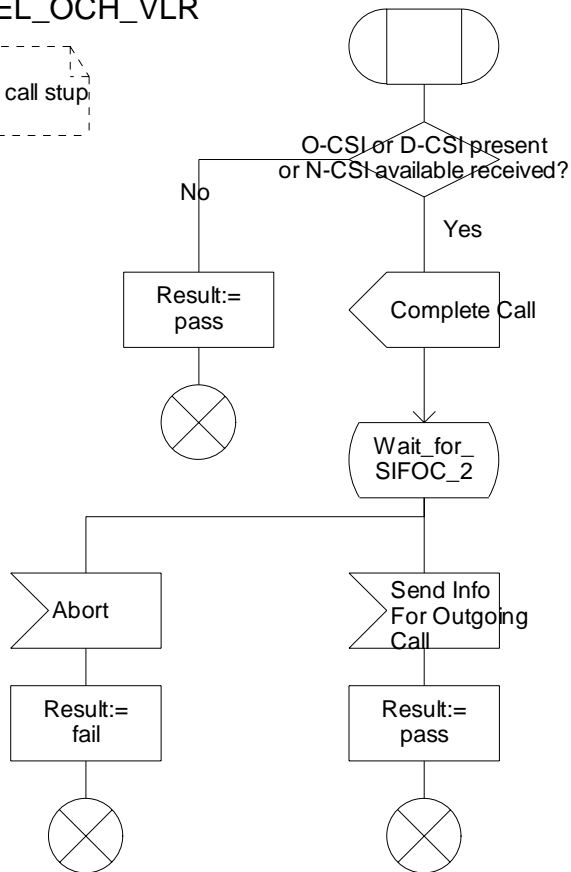 EL_OCH_VLR
call stup
O-CSI or D-CSI present
or N-CSI available received?
No
Yes
Result:=
pass
Complete Call
Wait_for_
SIFOC_2
Abort
Send Info
For Outgoing
Call
Result:=
fail
Result:=
pass